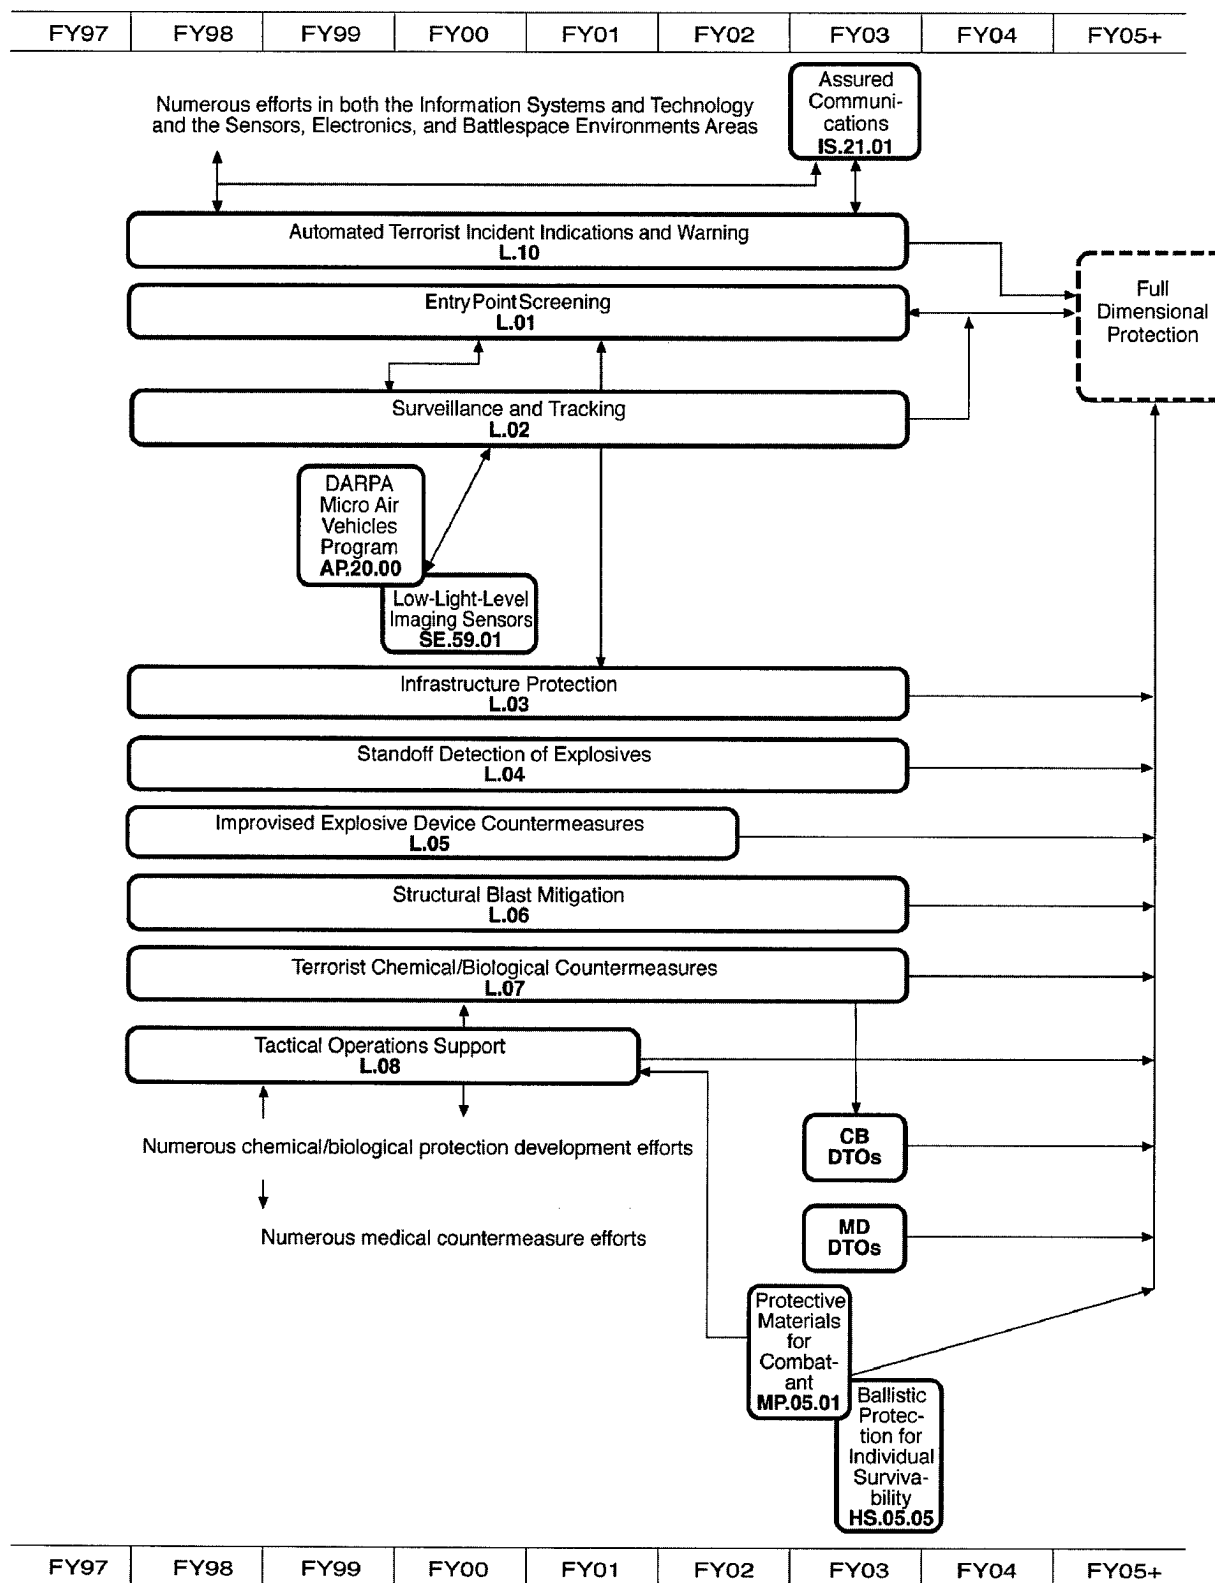 FY97 FY98 FY99 FY00 FY01 FY02 FY03 FY04 FY05+
Assured
Communi-
cations
IS.21.01
Numerous efforts in both the Information Systems and Technology
and the Sensors, Electronics, and Battlespace Environments Areas
Automated Terrorist Incident Indications and Warning
L.10
Entry Point Screening
L.01
Full
Dimensional
Protection
Surveillance and Tracking
L.02
DARPA
Micro Air
Vehicles
Program
AP.20.00
Low-Light-Level
Imaging Sensors
SE.59.01
Infrastructure Protection
L.03
Standoff Detection of Explosives
L.04
Improvised Explosive Device Countermeasures
L.05
Structural Blast Mitigation
L.06
Terrorist Chemical/Biological Countermeasures
L.07
Tactical Operations Support
L.08
Numerous chemical/biological protection development efforts
CB
DTOs
Numerous medical countermeasure efforts
MD
DTOs
Protective
Materials
for
Combat-
ant
MP.05.01
Ballistic
Protec-
tion for
Individual
Surviva-
bility
HS.05.05
FY97 FY98 FY99 FY00 FY01 FY02 FY03 FY04 FY05+